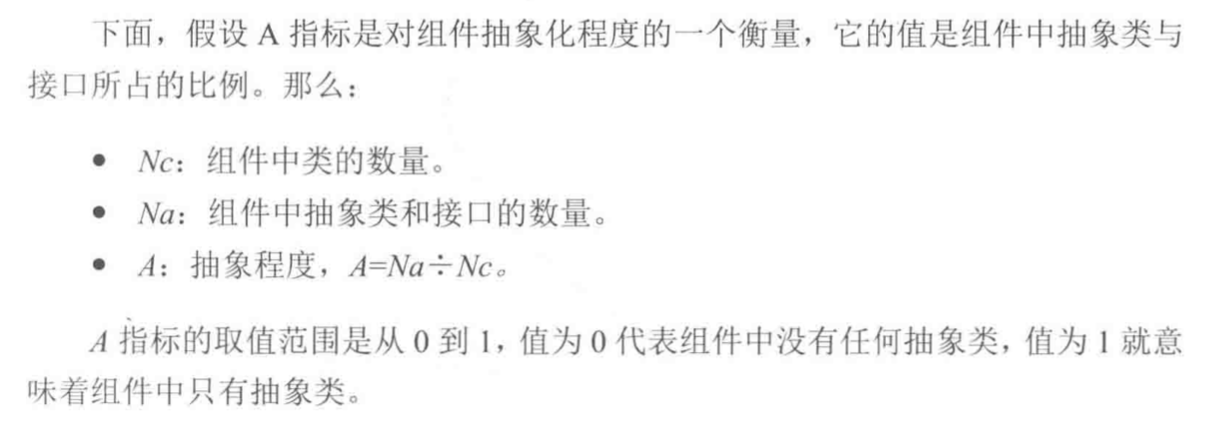 下面，假设 A 指标是对组件抽象化程度的一个衡量，它的值是组件中抽象类与
接口所占的比例。那么：
● Nc：组件中类的数量。
● Na：组件中抽象类和接口的数量。
● A：抽象程度，A=Na÷Nc。
A 指标的取值范围是从 0 到 1，值为 0 代表组件中没有任何抽象类，值为 1 就意
味着组件中只有抽象类。